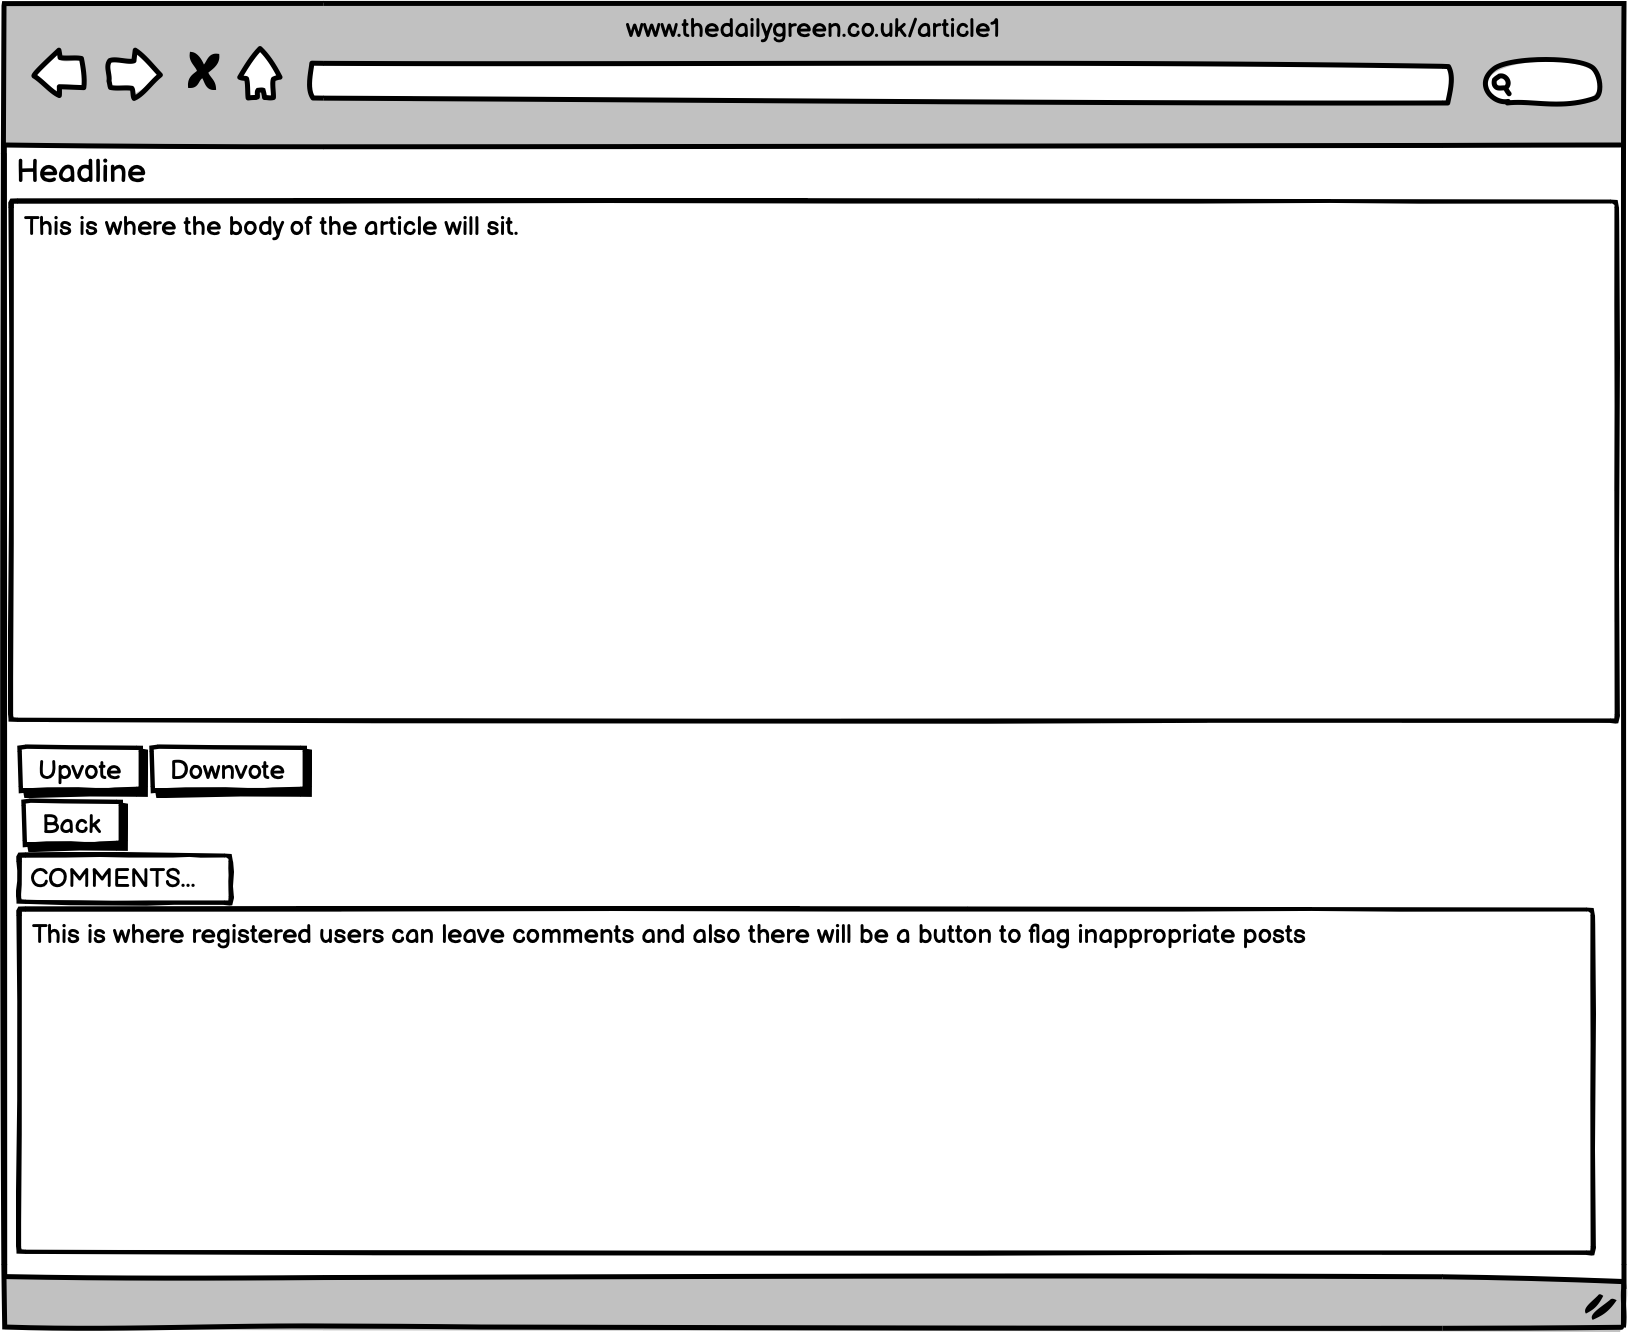 www.thedailygreen.co.uk/article1
Headline
This is where the body of the article will sit.
Upvote Downvote
Back
COMMENTS...
This is where registered users can leave comments and also there will be a button to flag inappropriate posts